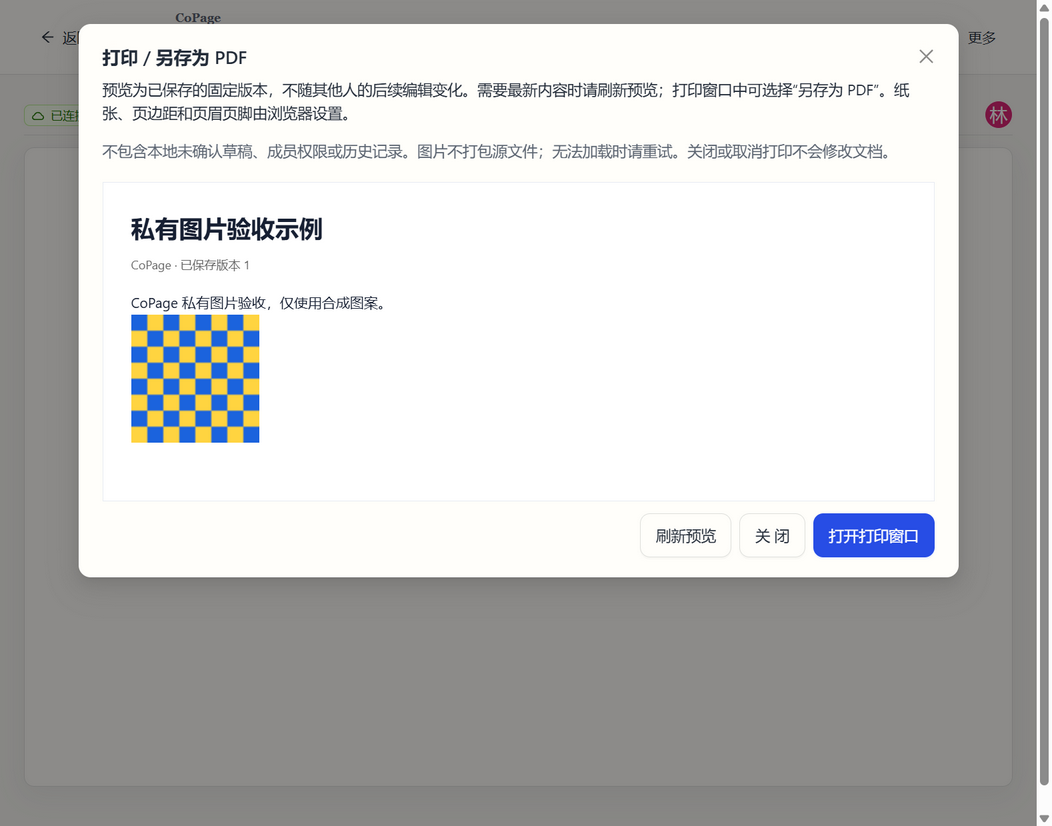 CoPage
返
更多
已连
林
打印 / 另存为 PDF
预览为已保存的固定版本，不随其他人的后续编辑变化。需要最新内容时请刷新预览；打印窗口中可选择“另存为 PDF”。纸
张、页边距和页眉页脚由浏览器设置。
不包含本地未确认草稿、成员权限或历史记录。图片不打包源文件；无法加载时请重试。关闭或取消打印不会修改文档。
私有图片验收示例
CoPage · 已保存版本 1
CoPage 私有图片验收，仅使用合成图案。
刷新预览
关 闭
打开打印窗口